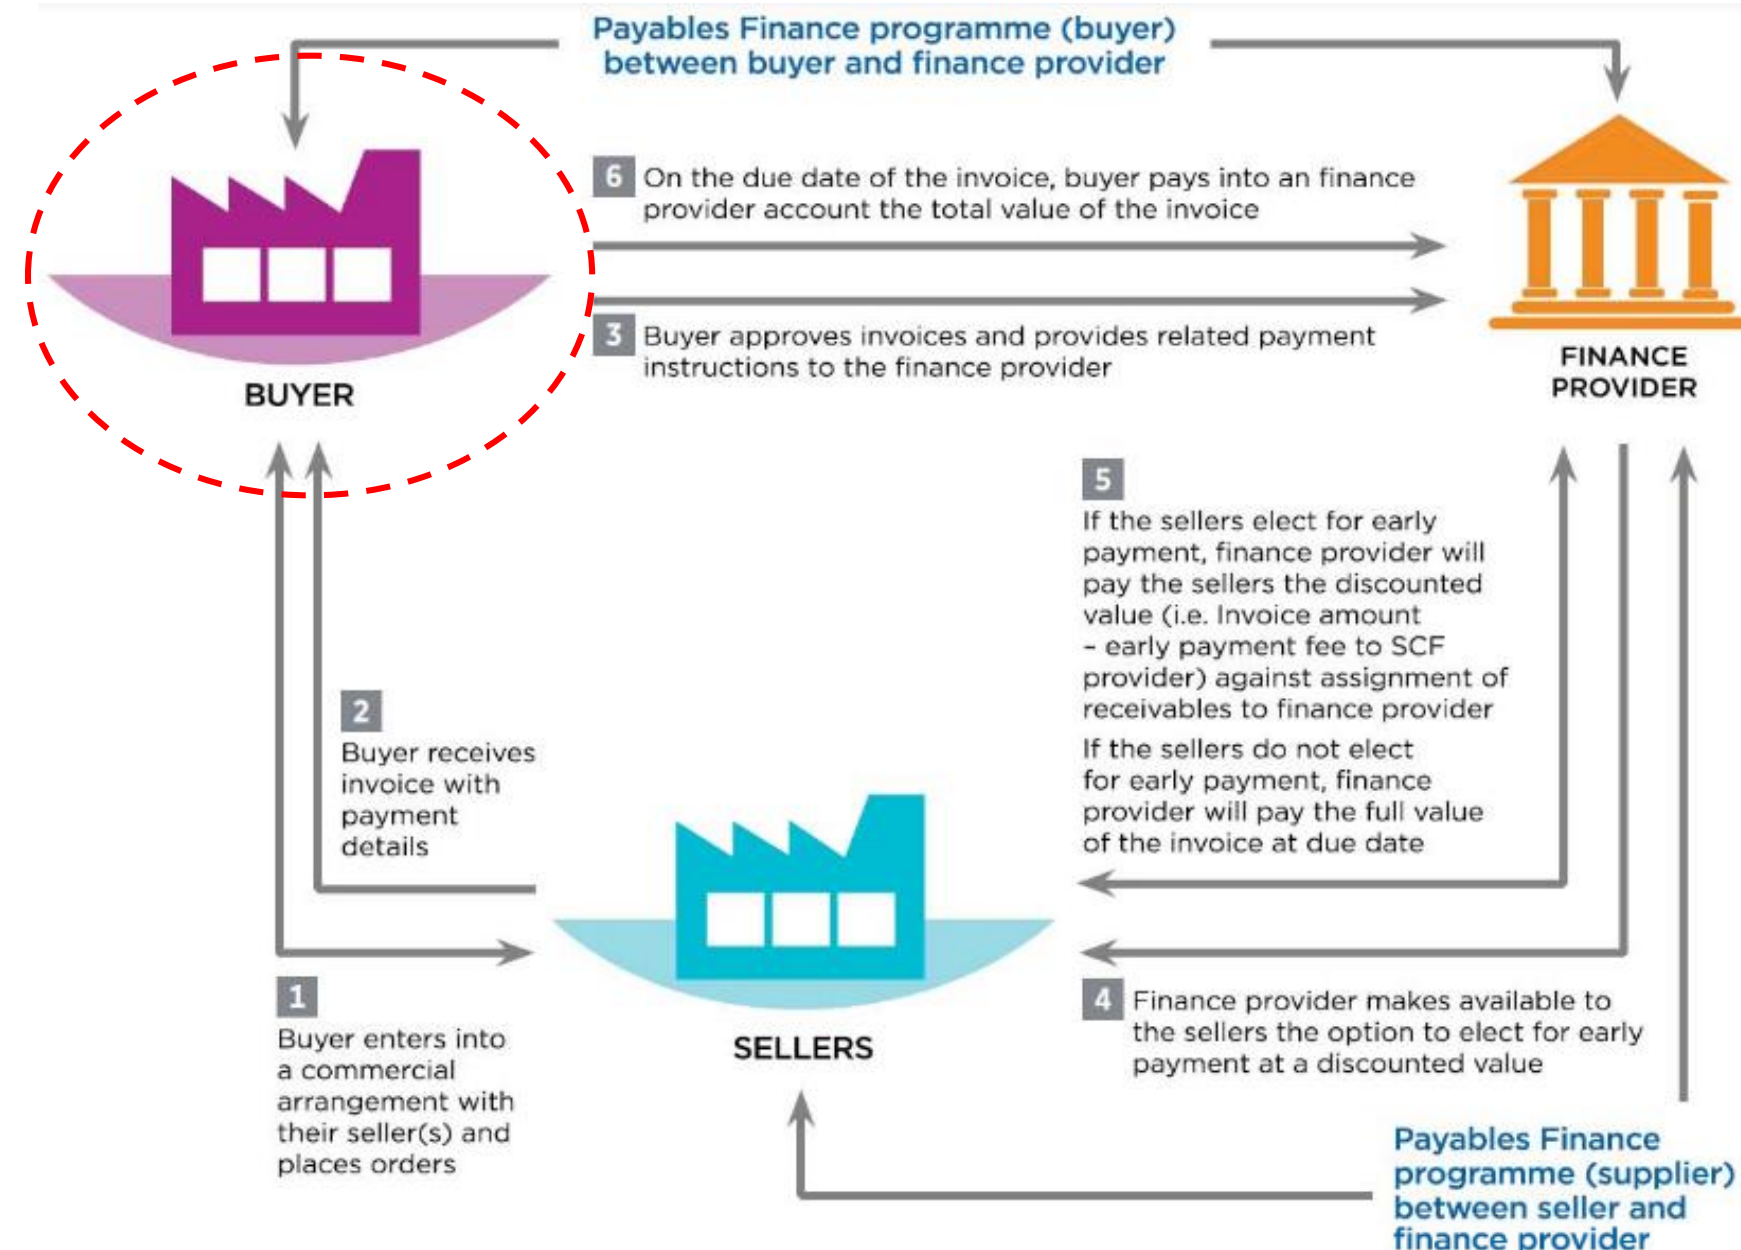 Payables Finance programme (buyer)
between buyer and finance provider
6
On the due date of the invoice, buyer pays into an finance
provider account the total value of the invoice
3
Buyer approves invoices and provides related payment
instructions to the finance provider
BUYER
FINANCE
PROVIDER
5
If the sellers elect for early
payment, finance provider will
pay the sellers the discounted
value (i.e. Invoice amount
– early payment fee to SCF
provider) against assignment of
receivables to finance provider
If the sellers do not elect
for early payment, finance
provider will pay the full value
of the invoice at due date
2
Buyer receives
invoice with
payment
details
1
Buyer enters into
a commercial
arrangement with
their seller(s) and
places orders
SELLERS
4
Finance provider makes available to
the sellers the option to elect for early
payment at a discounted value
Payables Finance
programme (supplier)
between seller and
finance provider